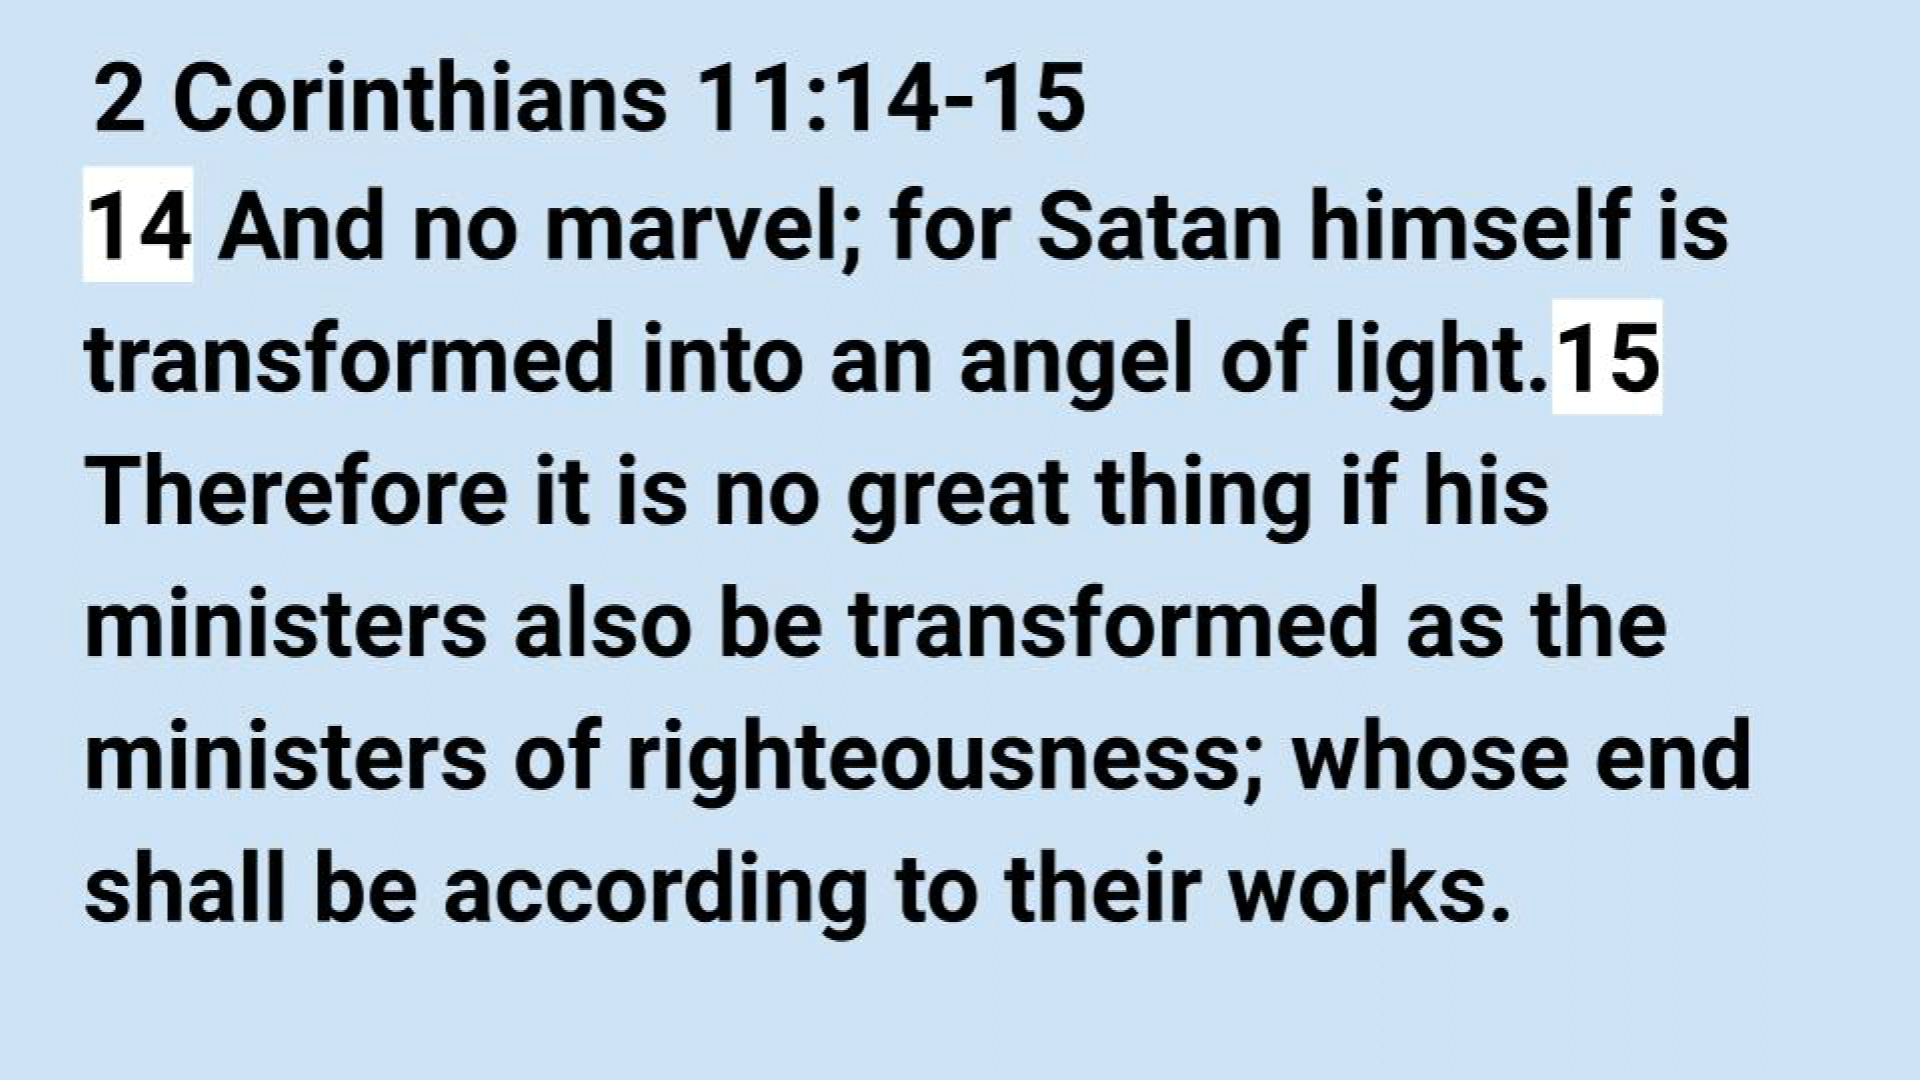 2 Corinthians 11:14-15
14 And no marvel; for Satan himself is
transformed into an angel of light.15
Therefore it is no great thing if his
ministers also be transformed as the
ministers of righteousness; whose end
shall be according to their works.